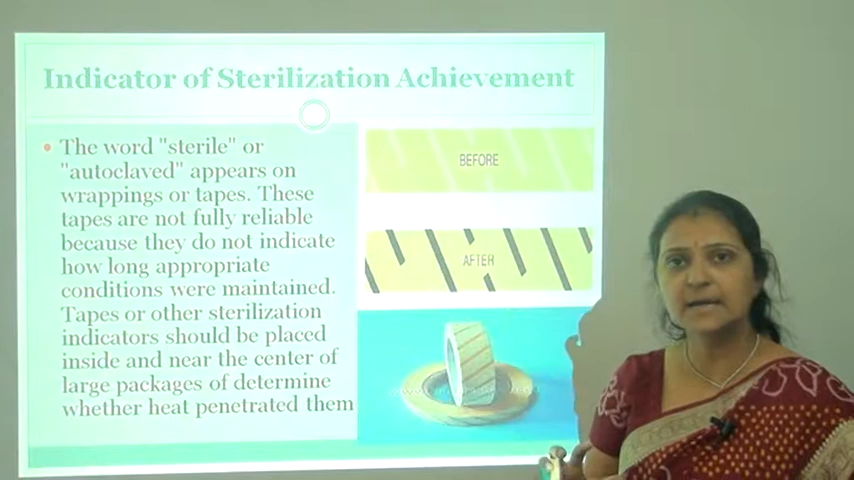 Indicator of Sterilization Achievement
The word "sterile" or
"autoclaved" appears on
wrappings or tapes. These
tapes are not fully reliable
because they do not indicate
how long appropriate
conditions were maintained.
Tapes or other sterilization
indicators should be placed
inside and near the center of
large packages of determine
whether heat penetrated them
BEFORE
AFTER